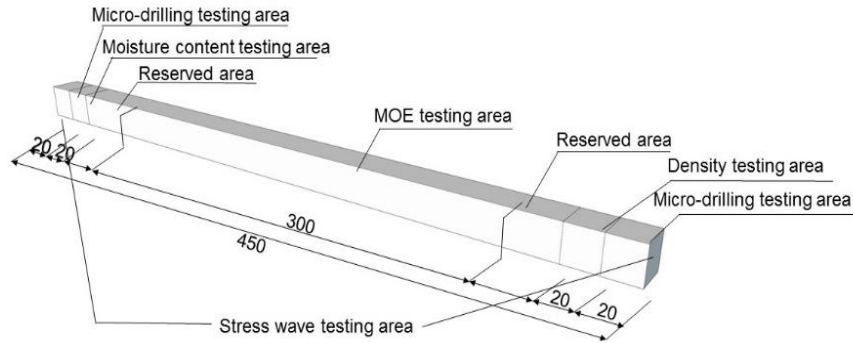 Micro-drilling testing area
Moisture content testing area
Reserved area
MOE testing area
Reserved area
Density testing area
Micro-drilling testing area
20
20
300
450
20
20
Stress wave testing area